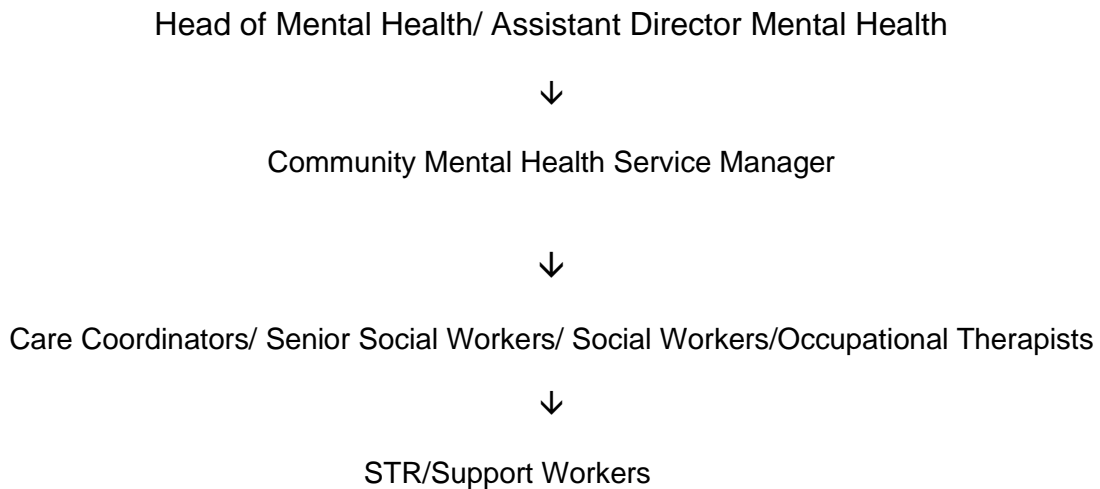 Head of Mental Health/ Assistant Director Mental Health
↓
Community Mental Health Service Manager
↓
Care Coordinators/ Senior Social Workers/ Social Workers/Occupational Therapists
↓
STR/Support Workers